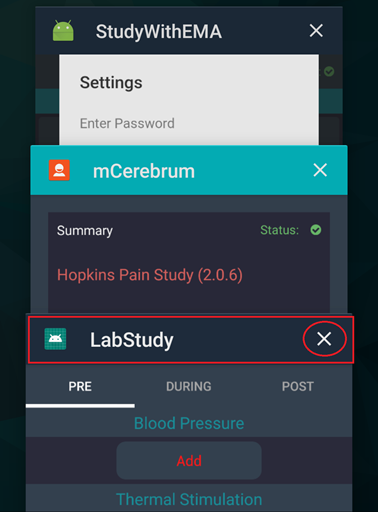 StudyWithEMA
Settings
Enter Password
mCerebrum
Summary Status:
Hopkins Pain Study (2.0.6)
LabStudy
PRE DURING POST
Blood Pressure
Add
Thermal Stimulation